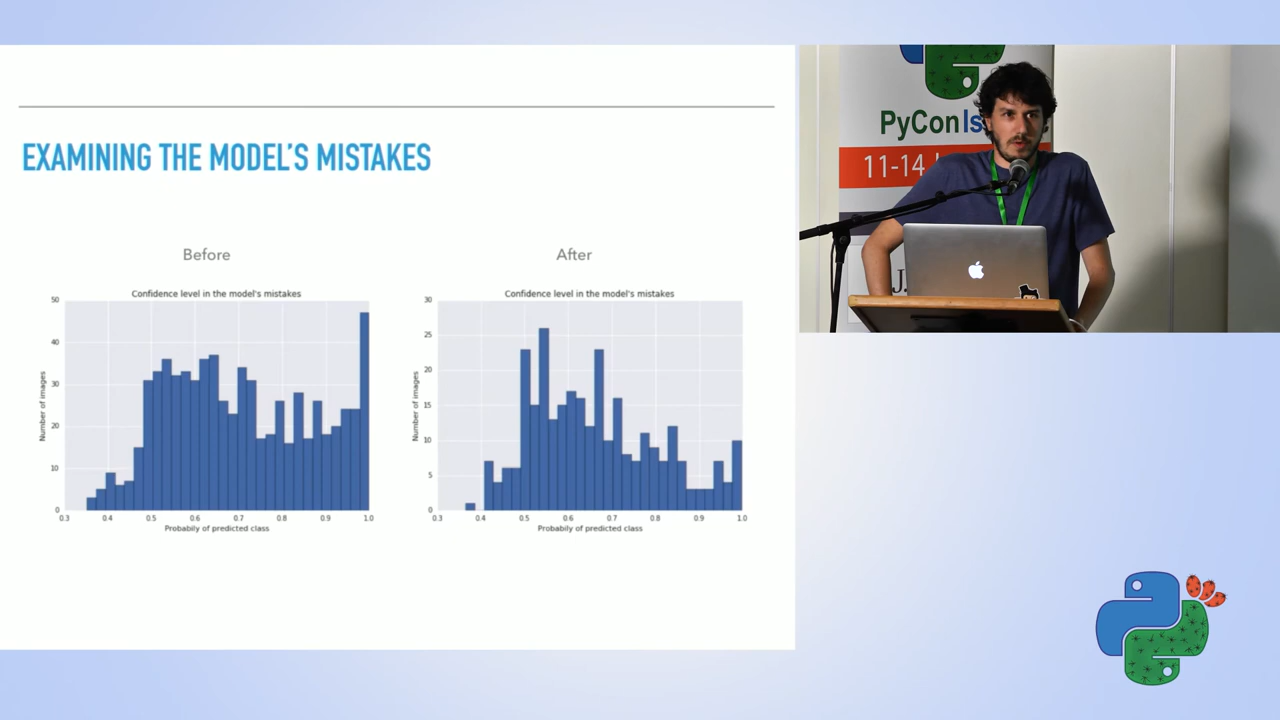 EXAMINING THE MODEL'S MISTAKES
Before
After
Confidence level in the model's mistakes
Number of images
50
40
30
20
10
0
0.3 0.4 0.5 0.6 0.7 0.8 0.9 1.0
Probabily of predicted class
Confidence level in the model's mistakes
Number of images
30
25
20
15
10
5
0
0.3 0.4 0.5 0.6 0.7 0.8 0.9 1.0
Probabily of predicted class
PyCon Is
11-14
J.